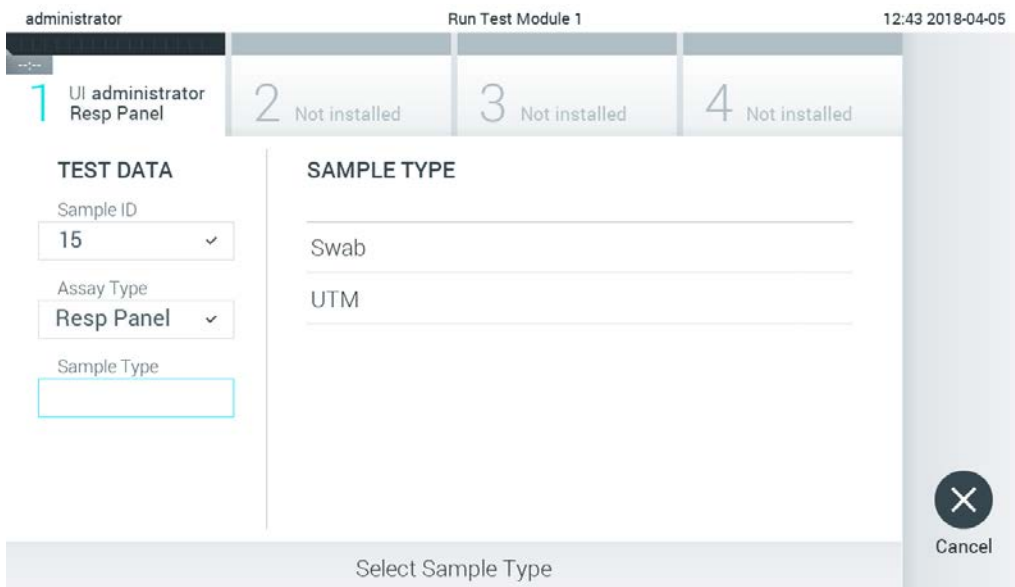 administrator Run Test Module 1 12:43 2018-04-05
--:--
1 UI administrator
Resp Panel
2 Not installed
3 Not installed
4 Not installed
TEST DATA
Sample ID
15
Assay Type
Resp Panel
Sample Type
SAMPLE TYPE
Swab
UTM
Cancel
Select Sample Type